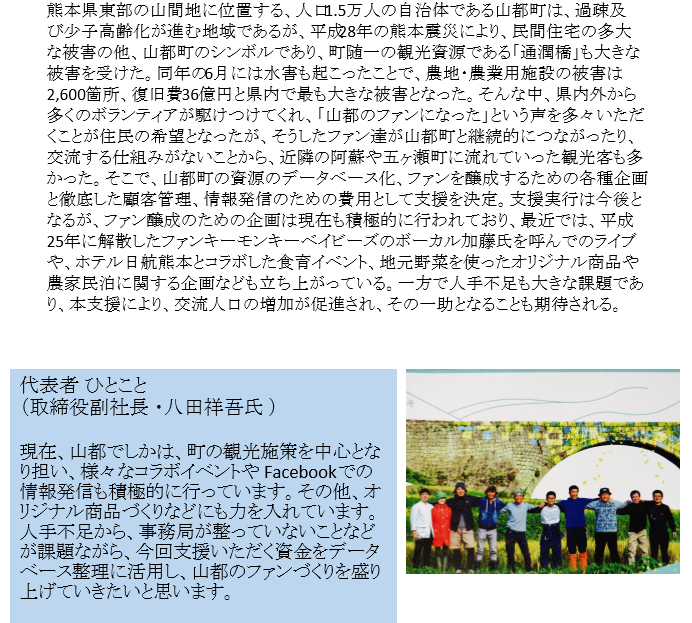 熊本県東部の山間地に位置する、人口1.5万人の自治体である山都町は、過疎及
び少子高齢化が進む地域であるが、平成28年の熊本震災により、民間住宅の多大
な被害の他、山都町のシンボルであり、町随一の観光資源である「通潤橋」も大きな
被害を受けた。同年の6月には水害も起こったことで、農地・農業用施設の被害は
2,600箇所、復旧費36億円と県内で最も大きな被害となった。そんな中、県内外から
多くのボランティアが駆けつけてくれ、「山都のファンになった」という声を多々いただ
くことが住民の希望となったが、そうしたファン達が山都町と継続的につながったり、
交流する仕組みがないことから、近隣の阿蘇や五ヶ瀬町に流れていった観光客も多
かった。そこで、山都町の資源のデータベース化、ファンを醸成するための各種企画
と徹底した顧客管理、情報発信のための費用として支援を決定。支援実行は今後と
なるが、ファン醸成のための企画は現在も積極的に行われており、最近では、平成
25年に解散したファンキーモンキーベイビーズのボーカル加藤氏を呼んでのライブ
や、ホテル日航熊本とコラボした食育イベント、地元野菜を使ったオリジナル商品や
農家民泊に関する企画なども立ち上がっている。一方で人手不足も大きな課題であ
り、本支援により、交流人口の増加が促進され、その一助となることも期待される。
代表者 ひとこと
（取締役副社長・八田祥吾氏）
現在、山都でしかは、町の観光施策を中心とな
り担い、様々なコラボイベントや Facebookでの
情報発信も積極的に行っています。その他、オ
リジナル商品づくりなどにも力を入れています。
人手不足から、事務局が整っていないことなど
が課題ながら、今回支援いただく資金をデータ
ベース整理に活用し、山都のファンづくりを盛り
上げていきたいと思います。